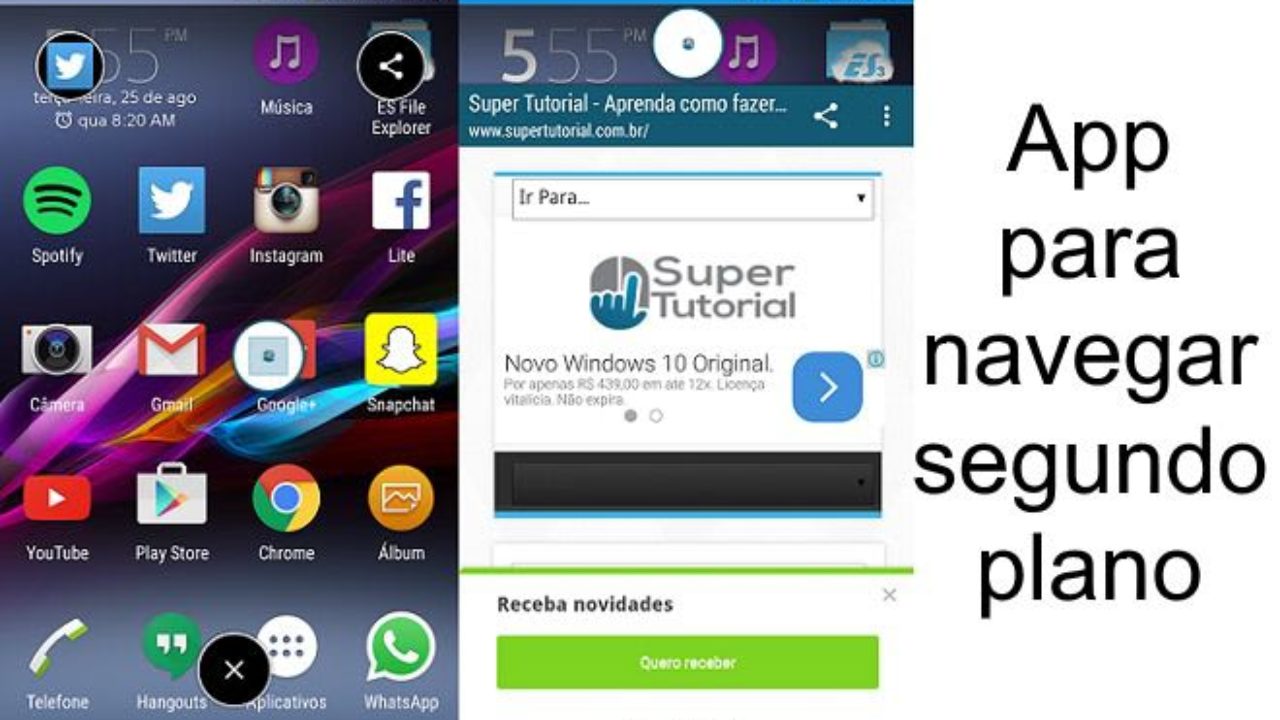 55 PM
terça-feira, 25 de ago
qua 8:20 AM
Música
ES File
Explorer
Spotify
Twitter
Instagram
Lite
Câmera
Gmail
Google+
Snapchat
YouTube
Play Store
Chrome
Álbum
Telefone
Hangouts
Aplicativos
WhatsApp
5 55 PM
ES 3
Super Tutorial - Aprenda como fazer...
www.supertutorial.com.br/
Ir Para...
Super
Tutorial
Novo Windows 10 Original.
Por apenas R$ 439,00 em até 12x. Licença
vitalícia. Não expira.
Receba novidades
Quero receber
App
para
navegar
segundo
plano